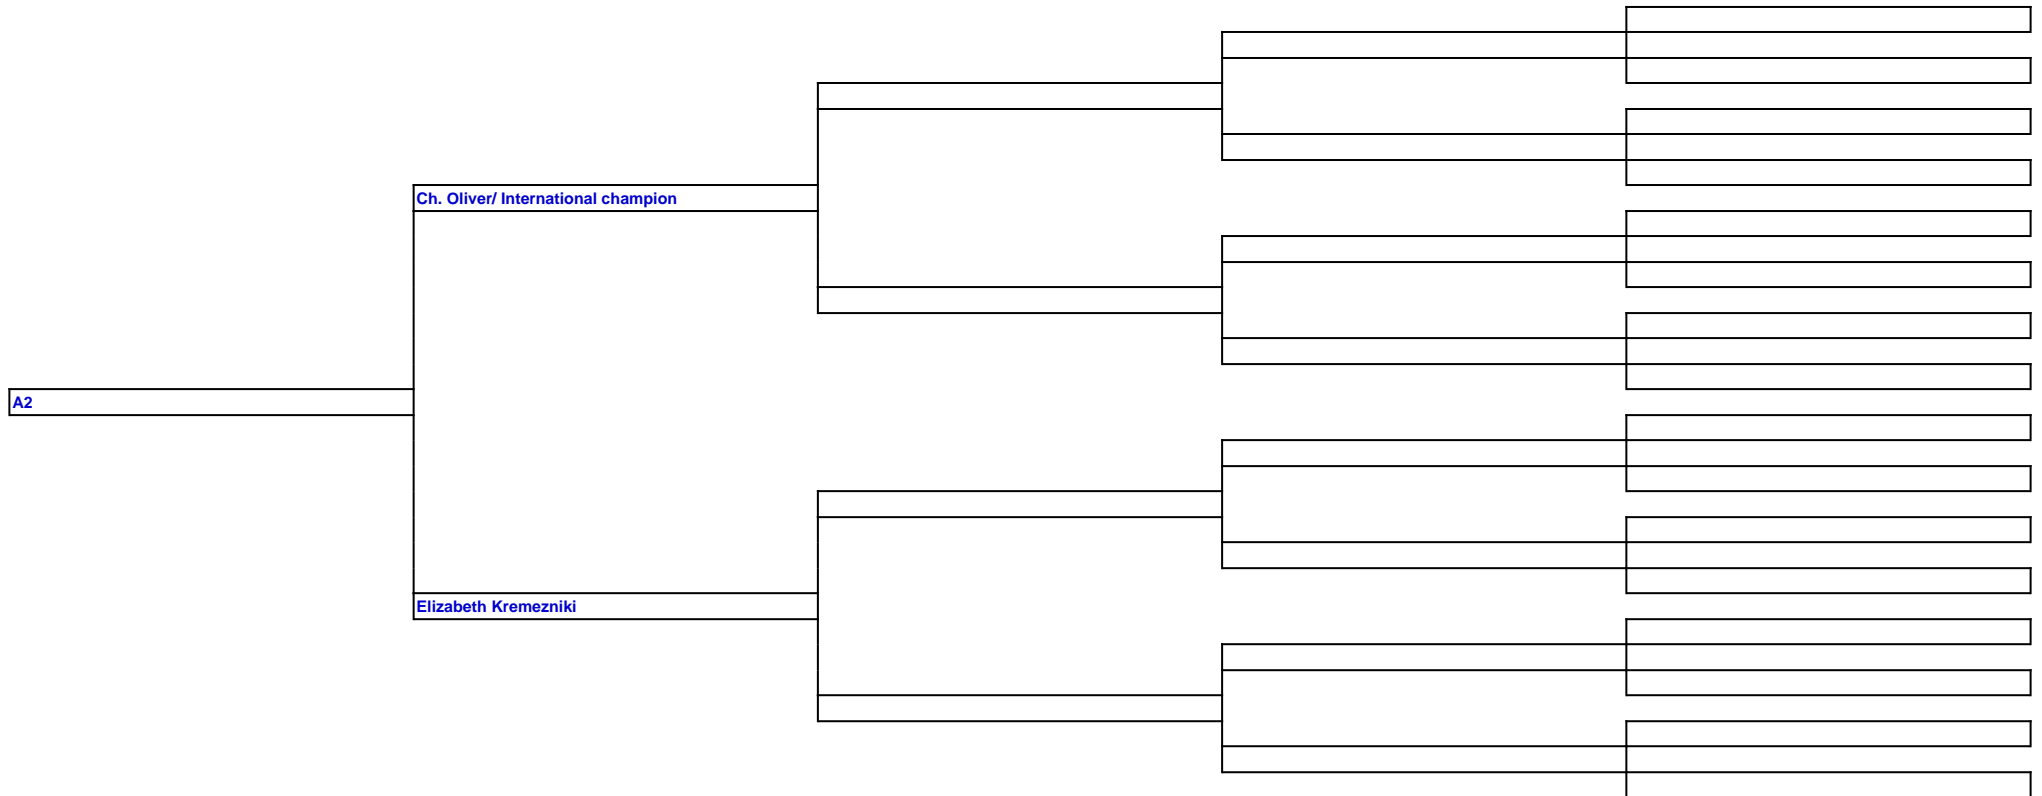 Ch. Oliver/ International champion
A2
Elizabeth Kremezniki